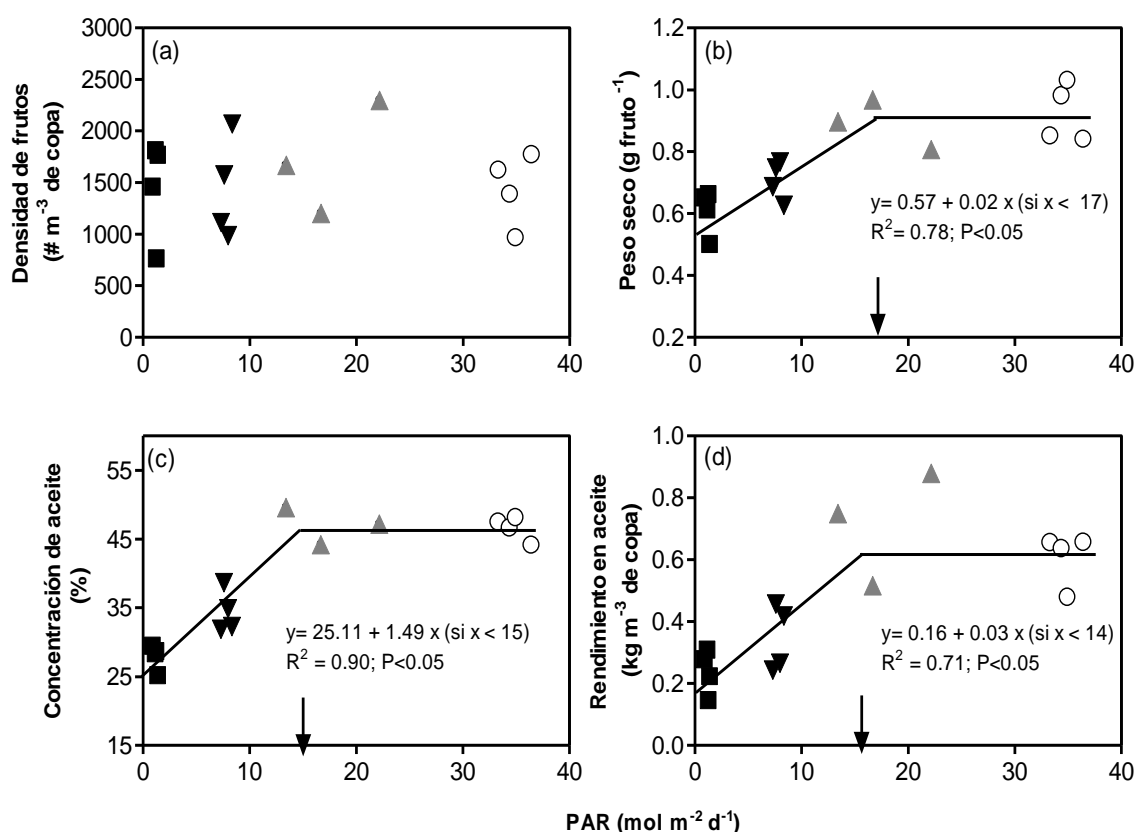 (a)
Densidad de frutos
(# m⁻³ de copa)
3000
2500
2000
1500
1000
500
0
0 10 20 30 40
(b)
Peso seco (g fruto⁻¹)
1.2
1.0
0.8
0.6
0.4
0.2
y= 0.57 + 0.02 x (si x < 17)
R²= 0.78; P<0.05
0 10 20 30 40
(c)
Concentración de aceite
(%)
55
45
35
25
15
y= 25.11 + 1.49 x (si x < 15)
R² = 0.90; P<0.05
0 10 20 30 40
(d)
Rendimiento en aceite
(kg m⁻³ de copa)
1.0
0.8
0.6
0.4
0.2
0.0
y= 0.16 + 0.03 x (si x < 14)
R² = 0.71; P<0.05
0 10 20 30 40
PAR (mol m⁻² d⁻¹)